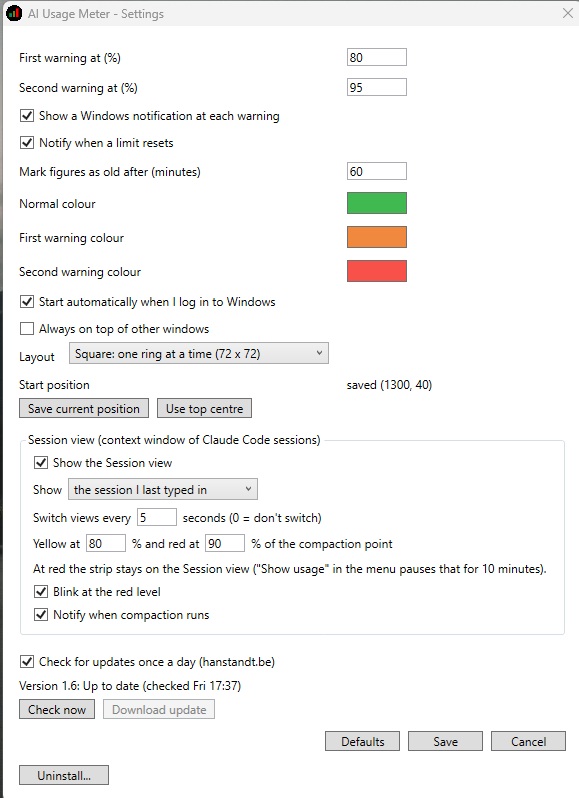 AI Usage Meter - Settings
First warning at (%) 80
Second warning at (%) 95
Show a Windows notification at each warning
Notify when a limit resets
Mark figures as old after (minutes) 60
Normal colour
First warning colour
Second warning colour
Start automatically when I log in to Windows
Always on top of other windows
Layout Square: one ring at a time (72 x 72)
Start position saved (1300, 40)
Save current position Use top centre
Session view (context window of Claude Code sessions)
Show the Session view
Show the session I last typed in
Switch views every 5 seconds (0 = don't switch)
Yellow at 80 % and red at 90 % of the compaction point
At red the strip stays on the Session view ("Show usage" in the menu pauses that for 10 minutes).
Blink at the red level
Notify when compaction runs
Check for updates once a day (hanstandt.be)
Version 1.6: Up to date (checked Fri 17:37)
Check now Download update
Defaults Save Cancel
Uninstall...